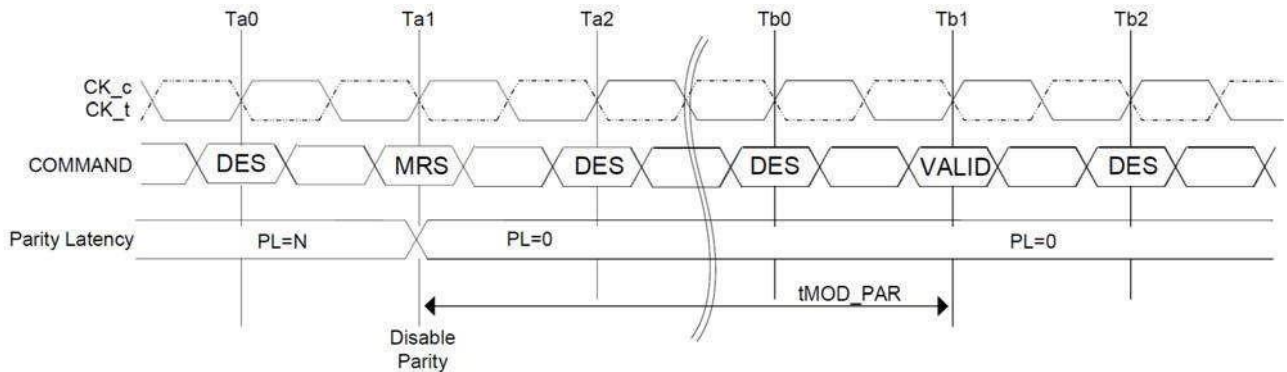 Ta0 Ta1 Ta2 Tb0 Tb1 Tb2
CK_c
CK_t
COMMAND DES MRS DES DES VALID DES
Parity Latency PL=N PL=0 PL=0
tMOD_PAR
Disable
Parity